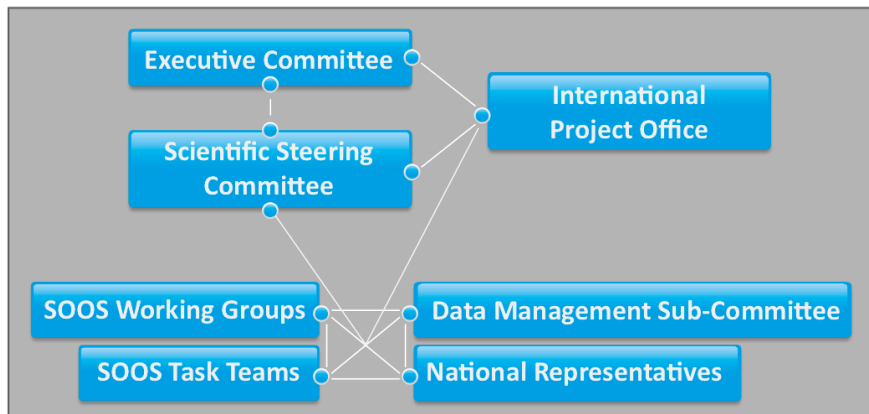 Executive Committee
International
Project Office
Scientific Steering
Committee
SOOS Working Groups
Data Management Sub-Committee
SOOS Task Teams
National Representatives